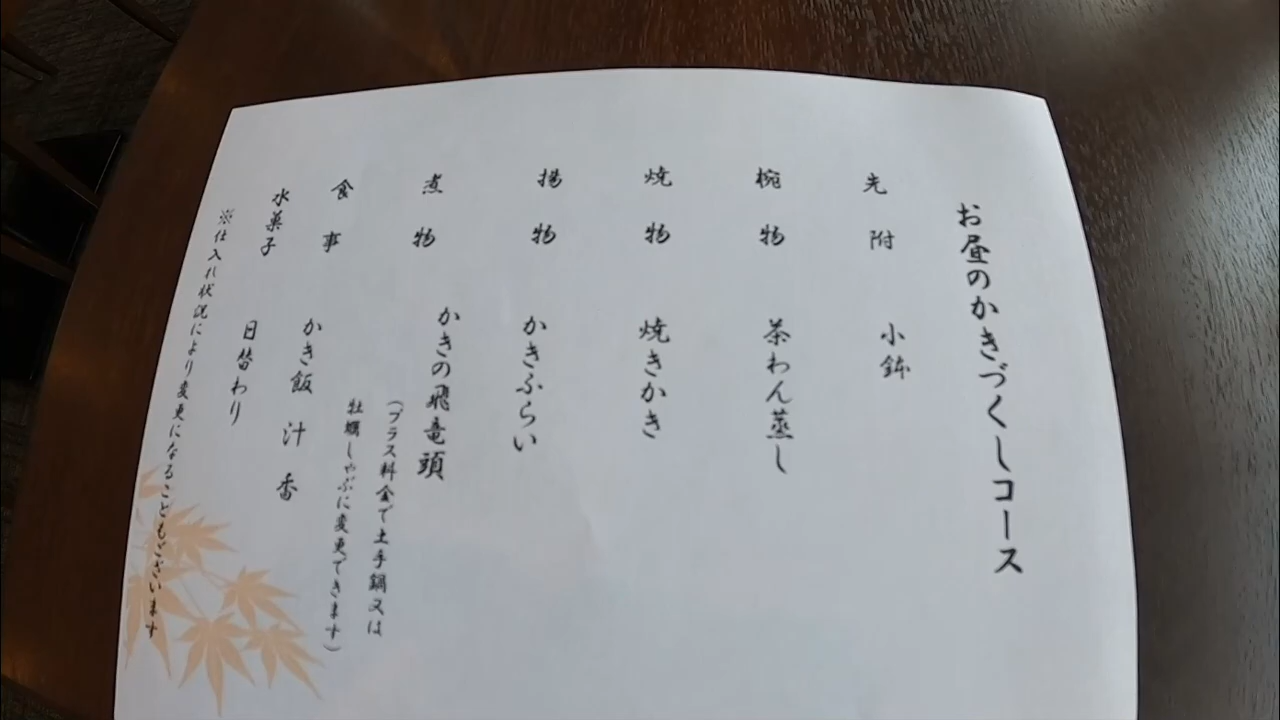 お昼のかきづくしコース
先附 小鉢
椀物 茶わん蒸し
焼物 焼きかき
揚物 かきふらい
煮物 かきの飛竜頭
(プラス料金で土手鍋又は
牡蠣しゃぶに変更できます)
食事 かき飯 汁 香
水菓子 日替わり
※仕入れ状況により変更になることもございます